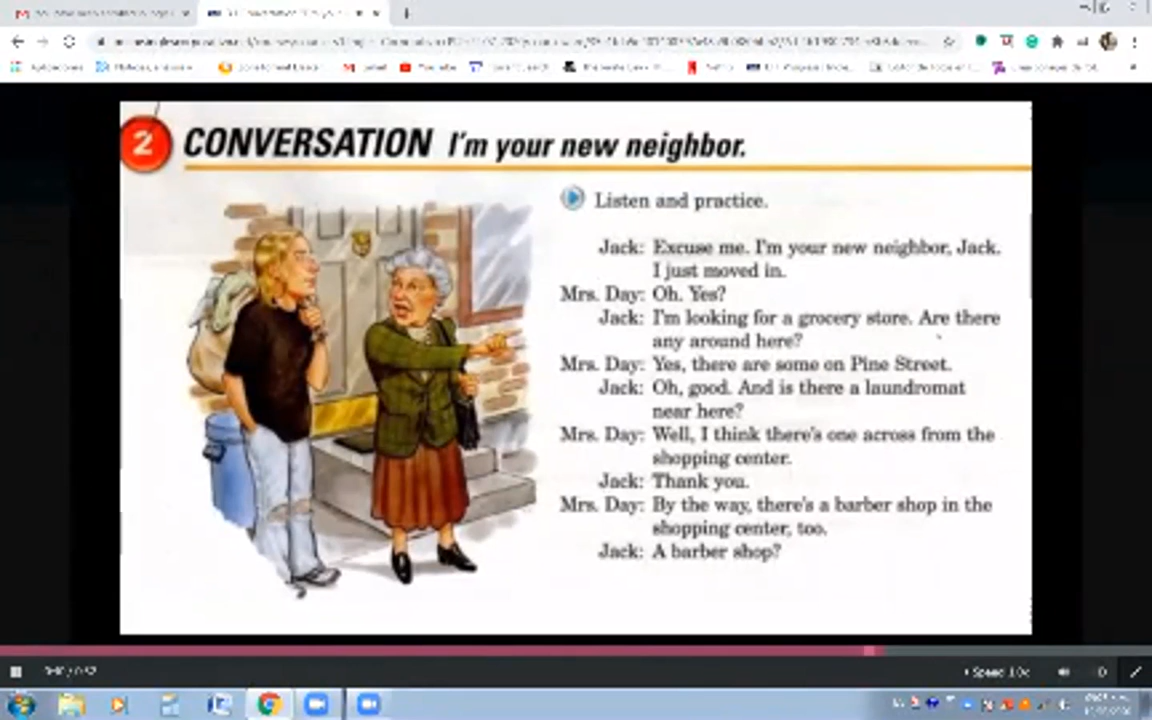 YouTube
2
CONVERSATION I'm your new neighbor.
Listen and practice.
Jack: Excuse me. I'm your new neighbor, Jack.
I just moved in.
Mrs. Day: Oh. Yes?
Jack: I'm looking for a grocery store. Are there
any around here?
Mrs. Day: Yes, there are some on Pine Street.
Jack: Oh, good. And is there a laundromat
near here?
Mrs. Day: Well, I think there's one across from the
shopping center.
Jack: Thank you.
Mrs. Day: By the way, there's a barber shop in the
shopping center, too.
Jack: A barber shop?
Speed